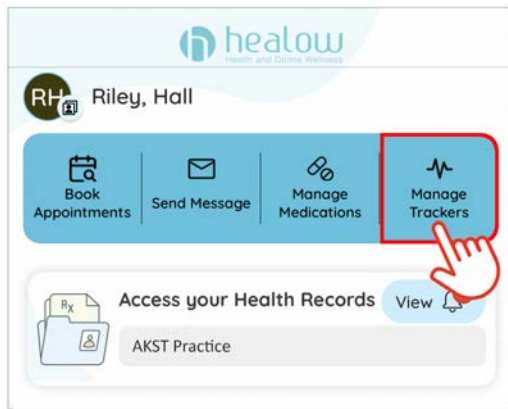 healow
Health and Online Wellness
RH
Riley, Hall
Book
Appointments
Send Message
Manage
Medications
Manage
Trackers
Rx
Access your Health Records
View
AKST Practice